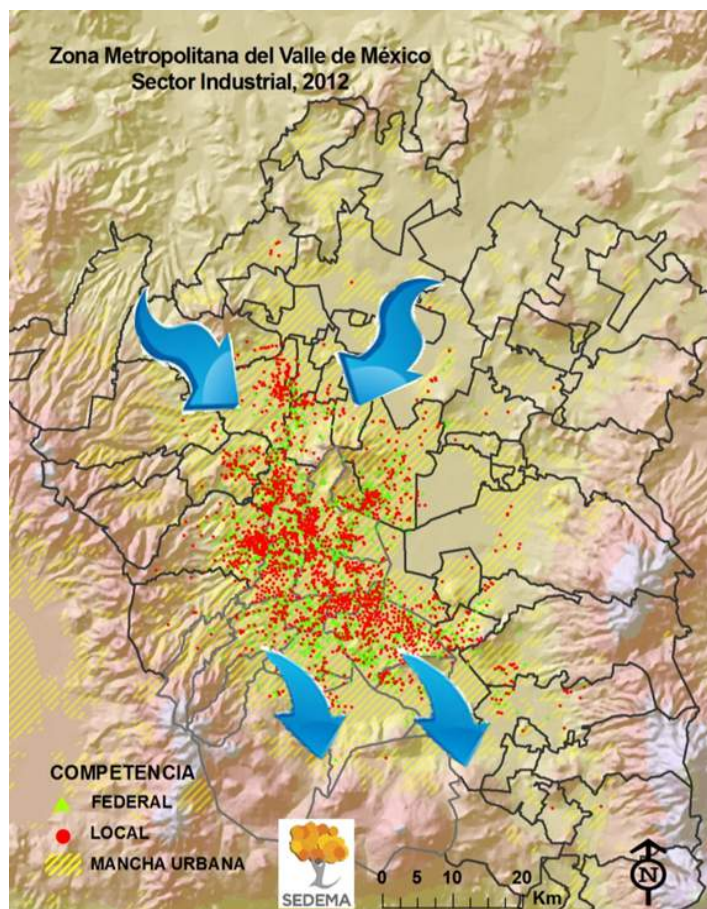 Zona Metropolitana del Valle de México
Sector Industrial, 2012
COMPETENCIA
FEDERAL
LOCAL
MANCHA URBANA
SEDEMA
0 5 10 20
Km
N